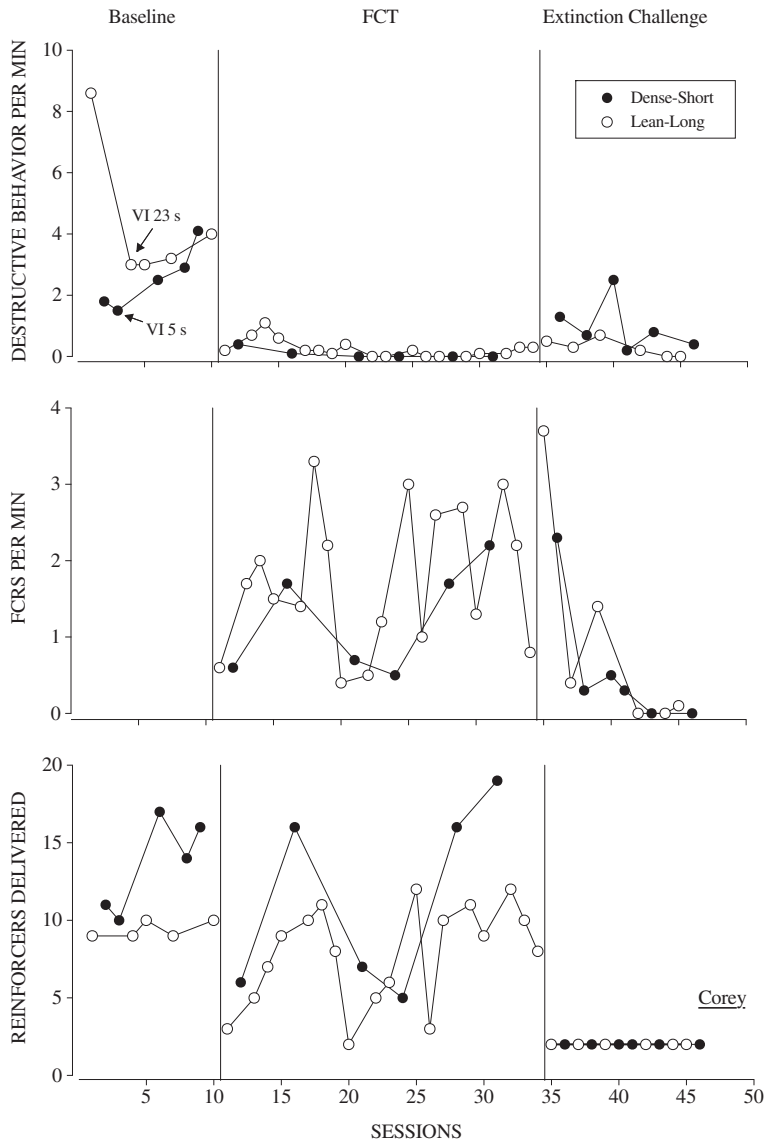 Baseline FCT Extinction Challenge
DESTRUCTIVE BEHAVIOR PER MIN
10
8
6
4
2
0
VI 23 s
VI 5 s
Dense-Short
Lean-Long
FCRS PER MIN
4
3
2
1
0
REINFORCERS DELIVERED
20
15
10
5
0
Corey
5 10 15 20 25 30 35 40 45 50
SESSIONS